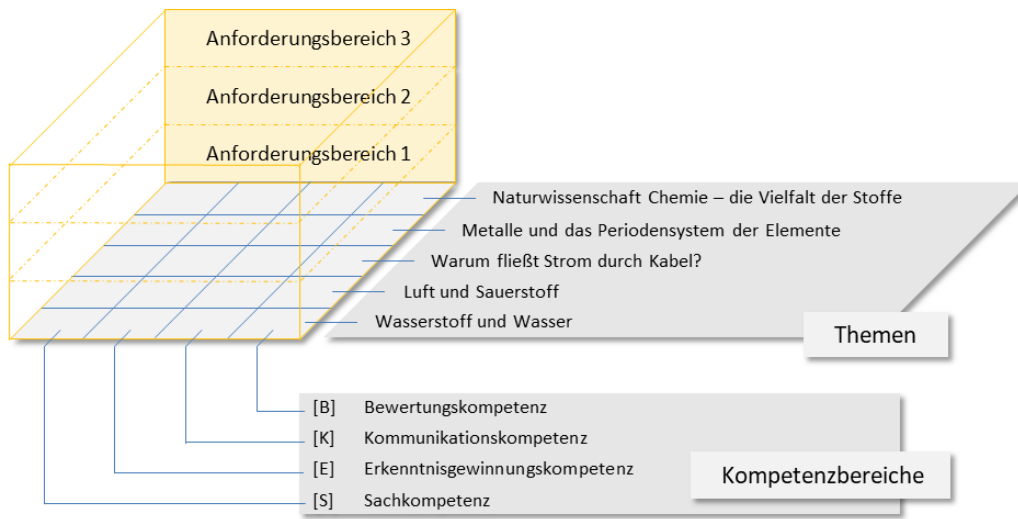 Anforderungsbereich 3
Anforderungsbereich 2
Anforderungsbereich 1
Naturwissenschaft Chemie – die Vielfalt der Stoffe
Metalle und das Periodensystem der Elemente
Warum fließt Strom durch Kabel?
Luft und Sauerstoff
Wasserstoff und Wasser
Themen
[B] Bewertungskompetenz
[K] Kommunikationskompetenz
[E] Erkenntnisgewinnungskompetenz
[S] Sachkompetenz
Kompetenzbereiche